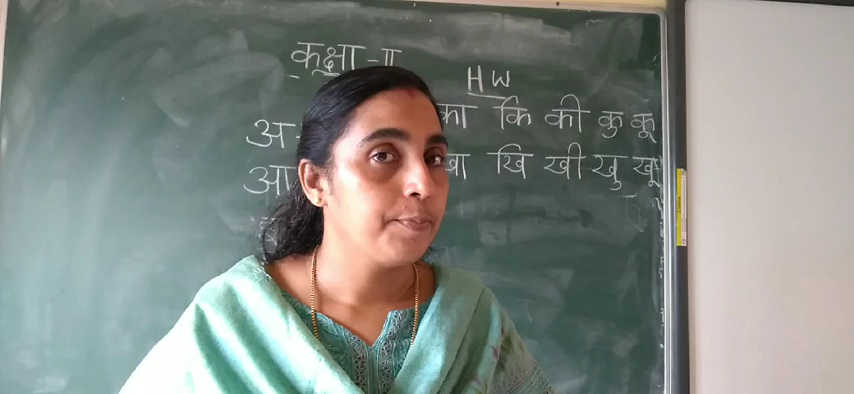 कक्षा - II
HW
अ- का कि की कु कू
आ खा खि खी खु खू